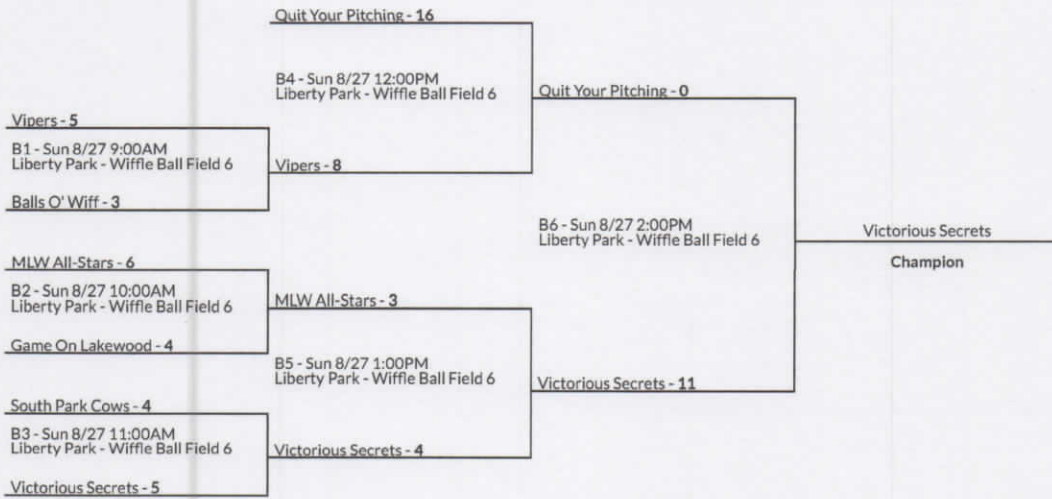 Quit Your Pitching - 16
B4 - Sun 8/27 12:00PM
Liberty Park - Wiffle Ball Field 6
Quit Your Pitching - 0
Vipers - 5
B1 - Sun 8/27 9:00AM
Liberty Park - Wiffle Ball Field 6
Vipers - 8
Balls O' Wiff - 3
B6 - Sun 8/27 2:00PM
Liberty Park - Wiffle Ball Field 6
Victorious Secrets
Champion
MLW All-Stars - 6
B2 - Sun 8/27 10:00AM
Liberty Park - Wiffle Ball Field 6
MLW All-Stars - 3
Game On Lakewood - 4
B5 - Sun 8/27 1:00PM
Liberty Park - Wiffle Ball Field 6
Victorious Secrets - 11
South Park Cows - 4
B3 - Sun 8/27 11:00AM
Liberty Park - Wiffle Ball Field 6
Victorious Secrets - 4
Victorious Secrets - 5